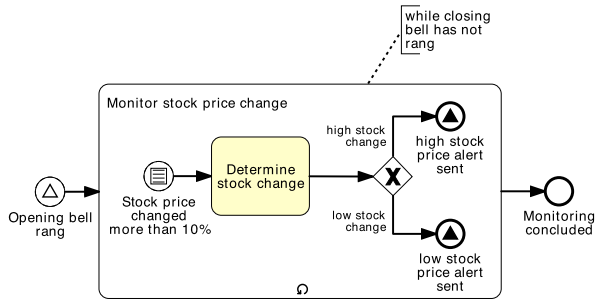 while closing
bell has not
rang
Monitor stock price change
high stock
change
high stock
price alert
sent
Determine
stock change
X
Opening bell
rang
Stock price
changed
more than 10%
low stock
change
low stock
price alert
sent
Monitoring
concluded